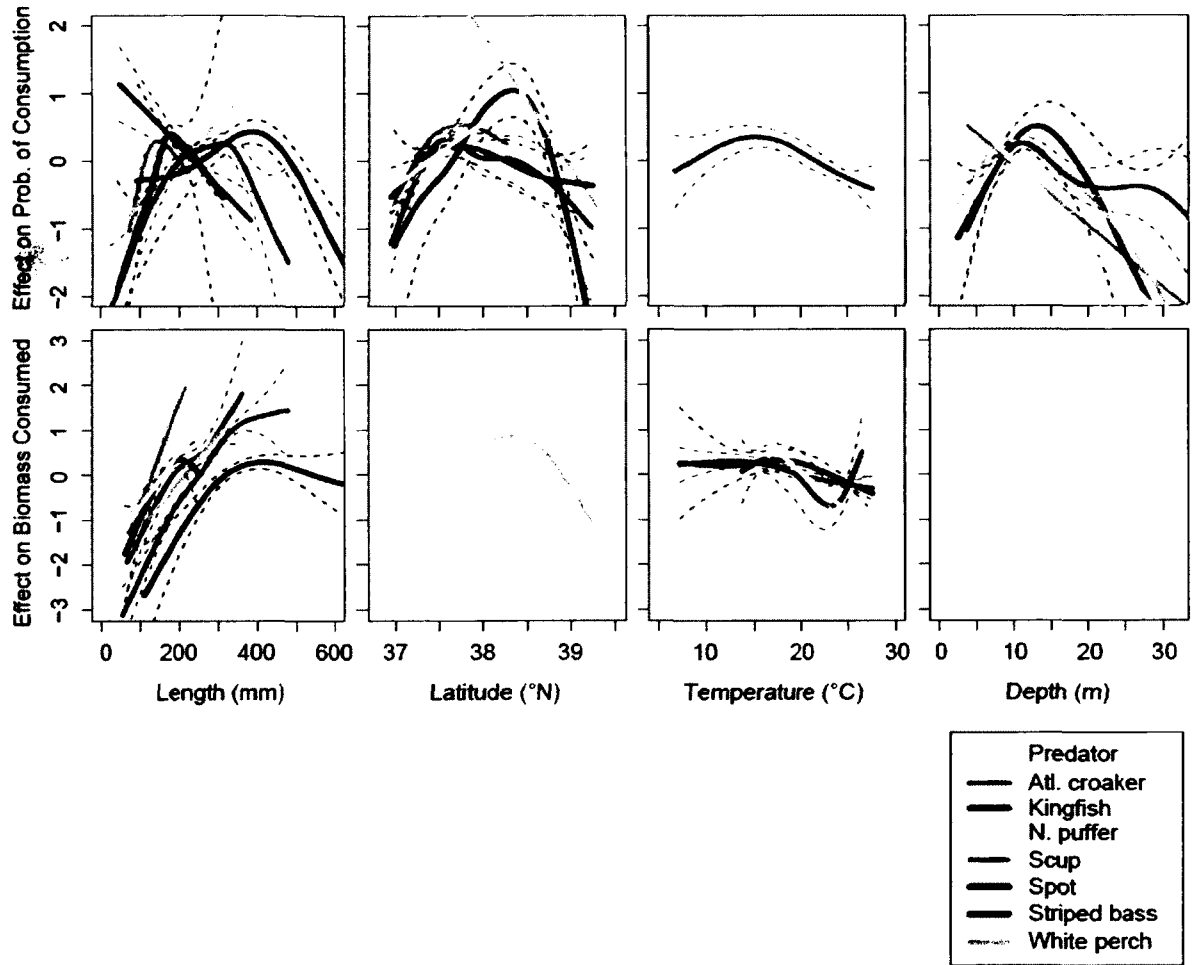 Effect on Prob. of Consumption
2
1
0
-1
-2
Effect on Biomass Consumed
3
2
1
0
-1
-2
-3
0 200 400 600
37 38 39
10 20 30
0 10 20 30
Length (mm)
Latitude (°N)
Temperature (°C)
Depth (m)
Predator
Atl. croaker
Kingfish
N. puffer
Scup
Spot
Striped bass
White perch